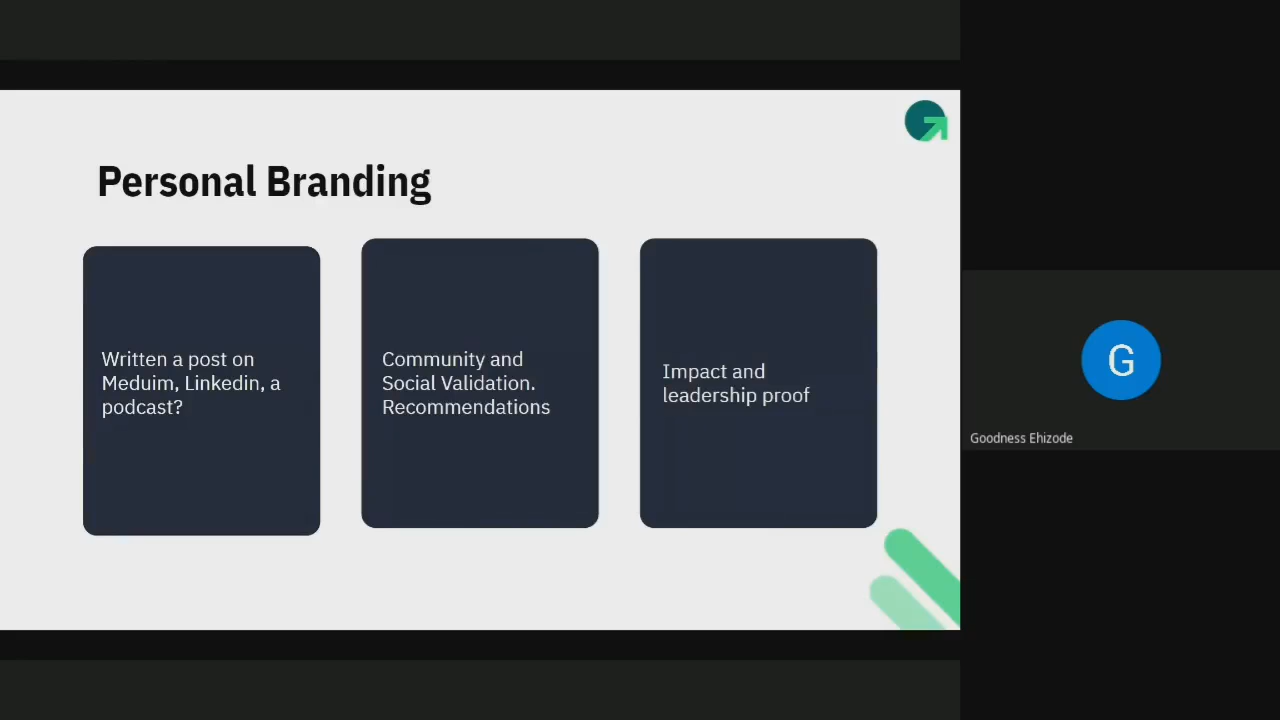 Personal Branding
Written a post on
Meduim, Linkedin, a
podcast?
Community and
Social Validation.
Recommendations
Impact and
leadership proof
G
Goodness Ehizode